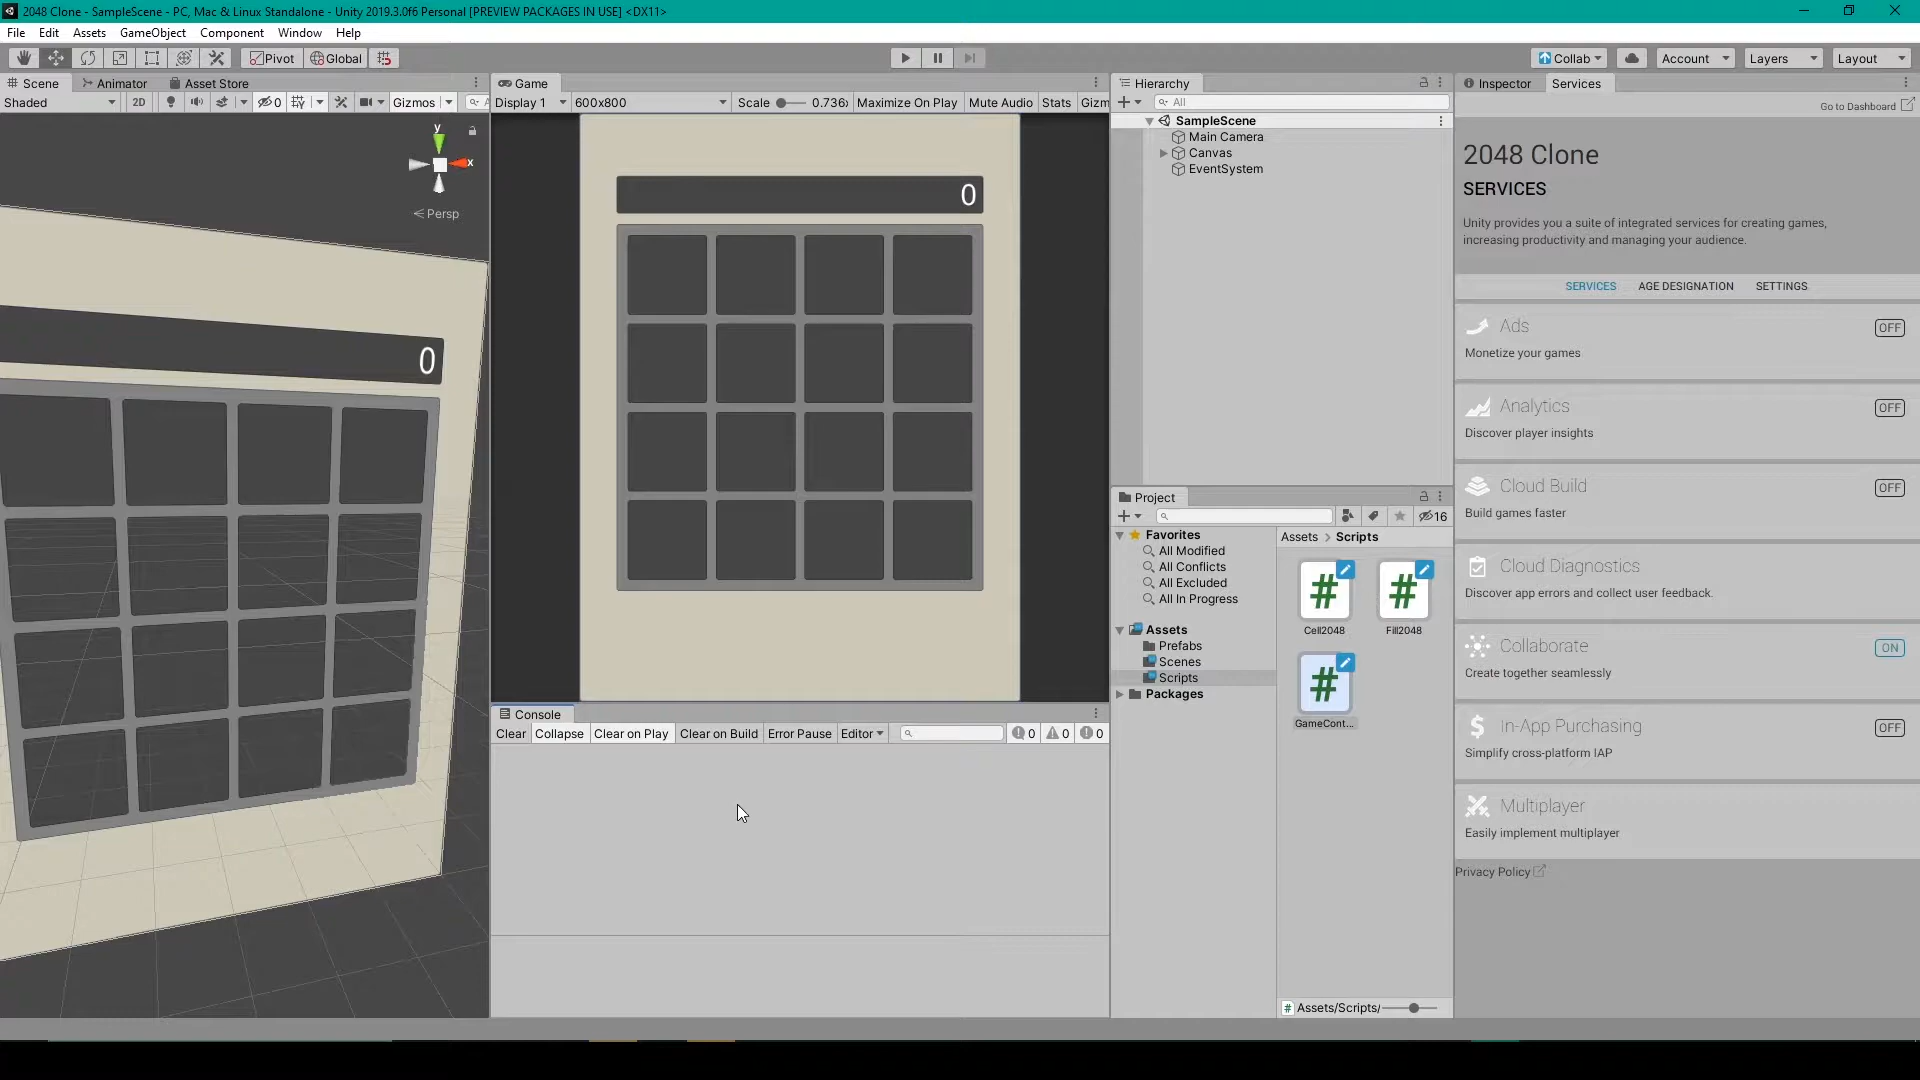 2048 Clone - SampleScene - PC, Mac & Linux Standalone - Unity 2019.3.0f6 Personal [PREVIEW PACKAGES IN USE] <DX11>
File Edit Assets GameObject Component Window Help
Pivot Global Collab Account Layers Layout
Scene Animator Asset Store
Shaded 2D 0 Gizmos A
y
x
Persp
0
Game
Display 1 600x800 Scale 0.736x Maximize On Play Mute Audio Stats Gizm
0
Console
Clear Collapse Clear on Play Clear on Build Error Pause Editor 0 0 0
Hierarchy
All
SampleScene
Main Camera
Canvas
EventSystem
Project
16
Favorites
All Modified
All Conflicts
All Excluded
All In Progress
Assets
Prefabs
Scenes
Scripts
Packages
Assets > Scripts
Cell2048 Fill2048
GameCont...
Assets/Scripts/
Inspector Services
Go to Dashboard
2048 Clone
SERVICES
Unity provides you a suite of integrated services for creating games,
increasing productivity and managing your audience.
SERVICES AGE DESIGNATION SETTINGS
Ads OFF
Monetize your games
Analytics OFF
Discover player insights
Cloud Build OFF
Build games faster
Cloud Diagnostics
Discover app errors and collect user feedback.
Collaborate ON
Create together seamlessly
In-App Purchasing OFF
Simplify cross-platform IAP
Multiplayer
Easily implement multiplayer
Privacy Policy